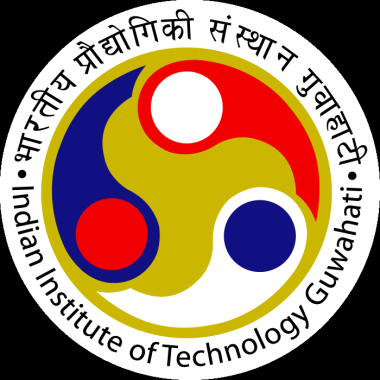 भारतीय प्रौद्योगिकी संस्थान गुवाहाटी
Indian Institute of Technology Guwahati